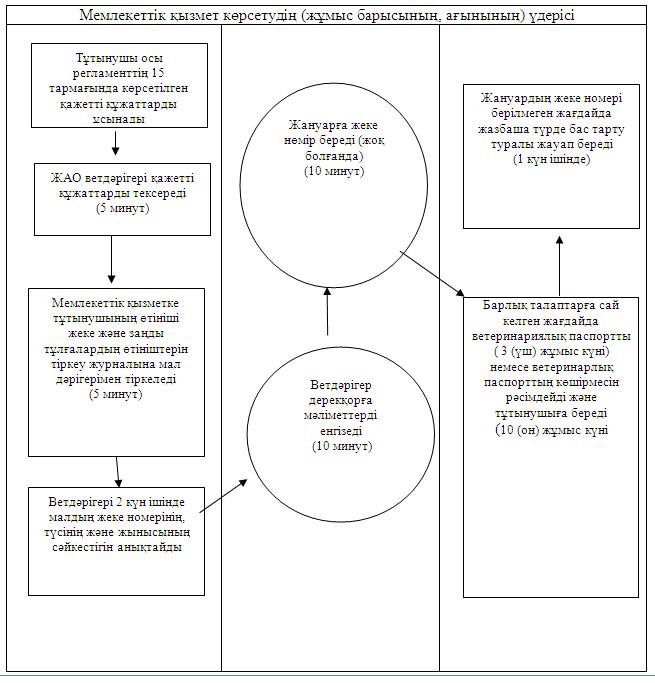 Мемлекеттік қызмет көрсетудің (жұмыс барысының, ағынының) үдерісі
Тұтынушы осы
регламенттің 15
тармағында көрсетілген
қажетті құжаттарды
ұсынады
ЖАО ветдәрігері қажетті
құжаттарды тексереді
(5 минут)
Мемлекеттік қызметке
тұтынушының өтініші
жеке және заңды
тұлғалардың өтініштерін
тіркеу журналына мал
дәрігерімен тіркеледі
(5 минут)
Ветдәрігері 2 күн ішінде
малдың жеке номерінің,
түсінің және жынысының
сәйкестігін анықтайды
Ветдәрігер
дерекқорға
мәліметтерді
енгізеді
(10 минут)
Жануарға жеке
нөмір береді (жоқ
болғанда)
(10 минут)
Барлық талаптарға сай
келген жағдайда
ветеринариялық паспортты
( 3 (үш) жұмыс күні)
немесе ветеринарлық
паспорттың көшірмесін
рәсімдейді және
тұтынушыға береді
(10 (он) жұмыс күні
Жануардың жеке номері
берілмеген жағдайда
жазбаша түрде бас тарту
туралы жауап береді
(1 күн ішінде)